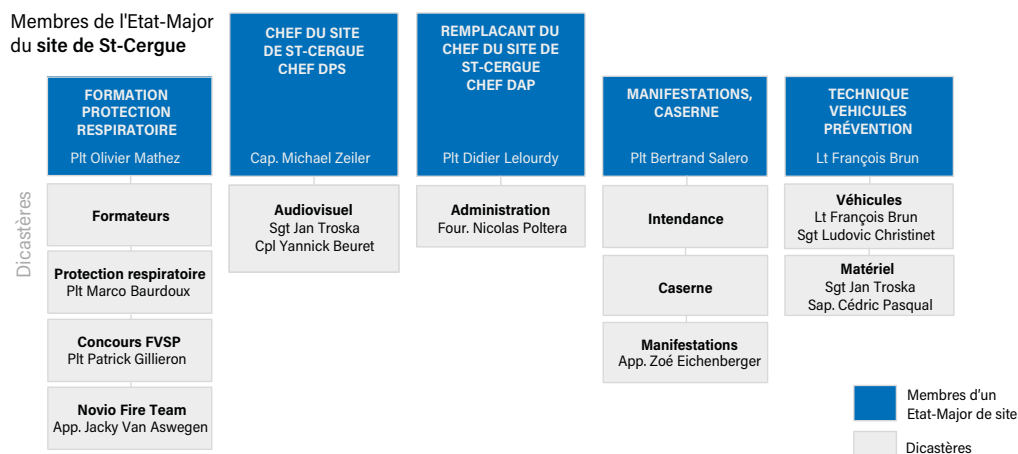 Membres de l'Etat-Major
du site de St-Cergue
FORMATION
PROTECTION
RESPIRATOIRE
Plt Olivier Mathez
CHEF DU SITE
DE ST-CERGUE
CHEF DPS
Cap. Michael Zeiler
REMPLACANT DU
CHEF DU SITE DE
ST-CERGUE
CHEF DAP
Plt Didier Lelourdy
MANIFESTATIONS,
CASERNE
Plt Bertrand Salero
TECHNIQUE
VEHICULES
PRÉVENTION
Lt François Brun
Dicastères
Formateurs
Protection respiratoire
Plt Marco Baurdoux
Concours FVSP
Plt Patrick Gillieron
Novio Fire Team
App. Jacky Van Aswegen
Audiovisuel
Sgt Jan Troska
Cpl Yannick Beuret
Administration
Four. Nicolas Poltera
Intendance
Caserne
Manifestations
App. Zoé Eichenberger
Véhicules
Lt François Brun
Sgt Ludovic Christinet
Matériel
Sgt Jan Troska
Sap. Cédric Pasqual
Membres d'un
Etat-Major de site
Dicastères